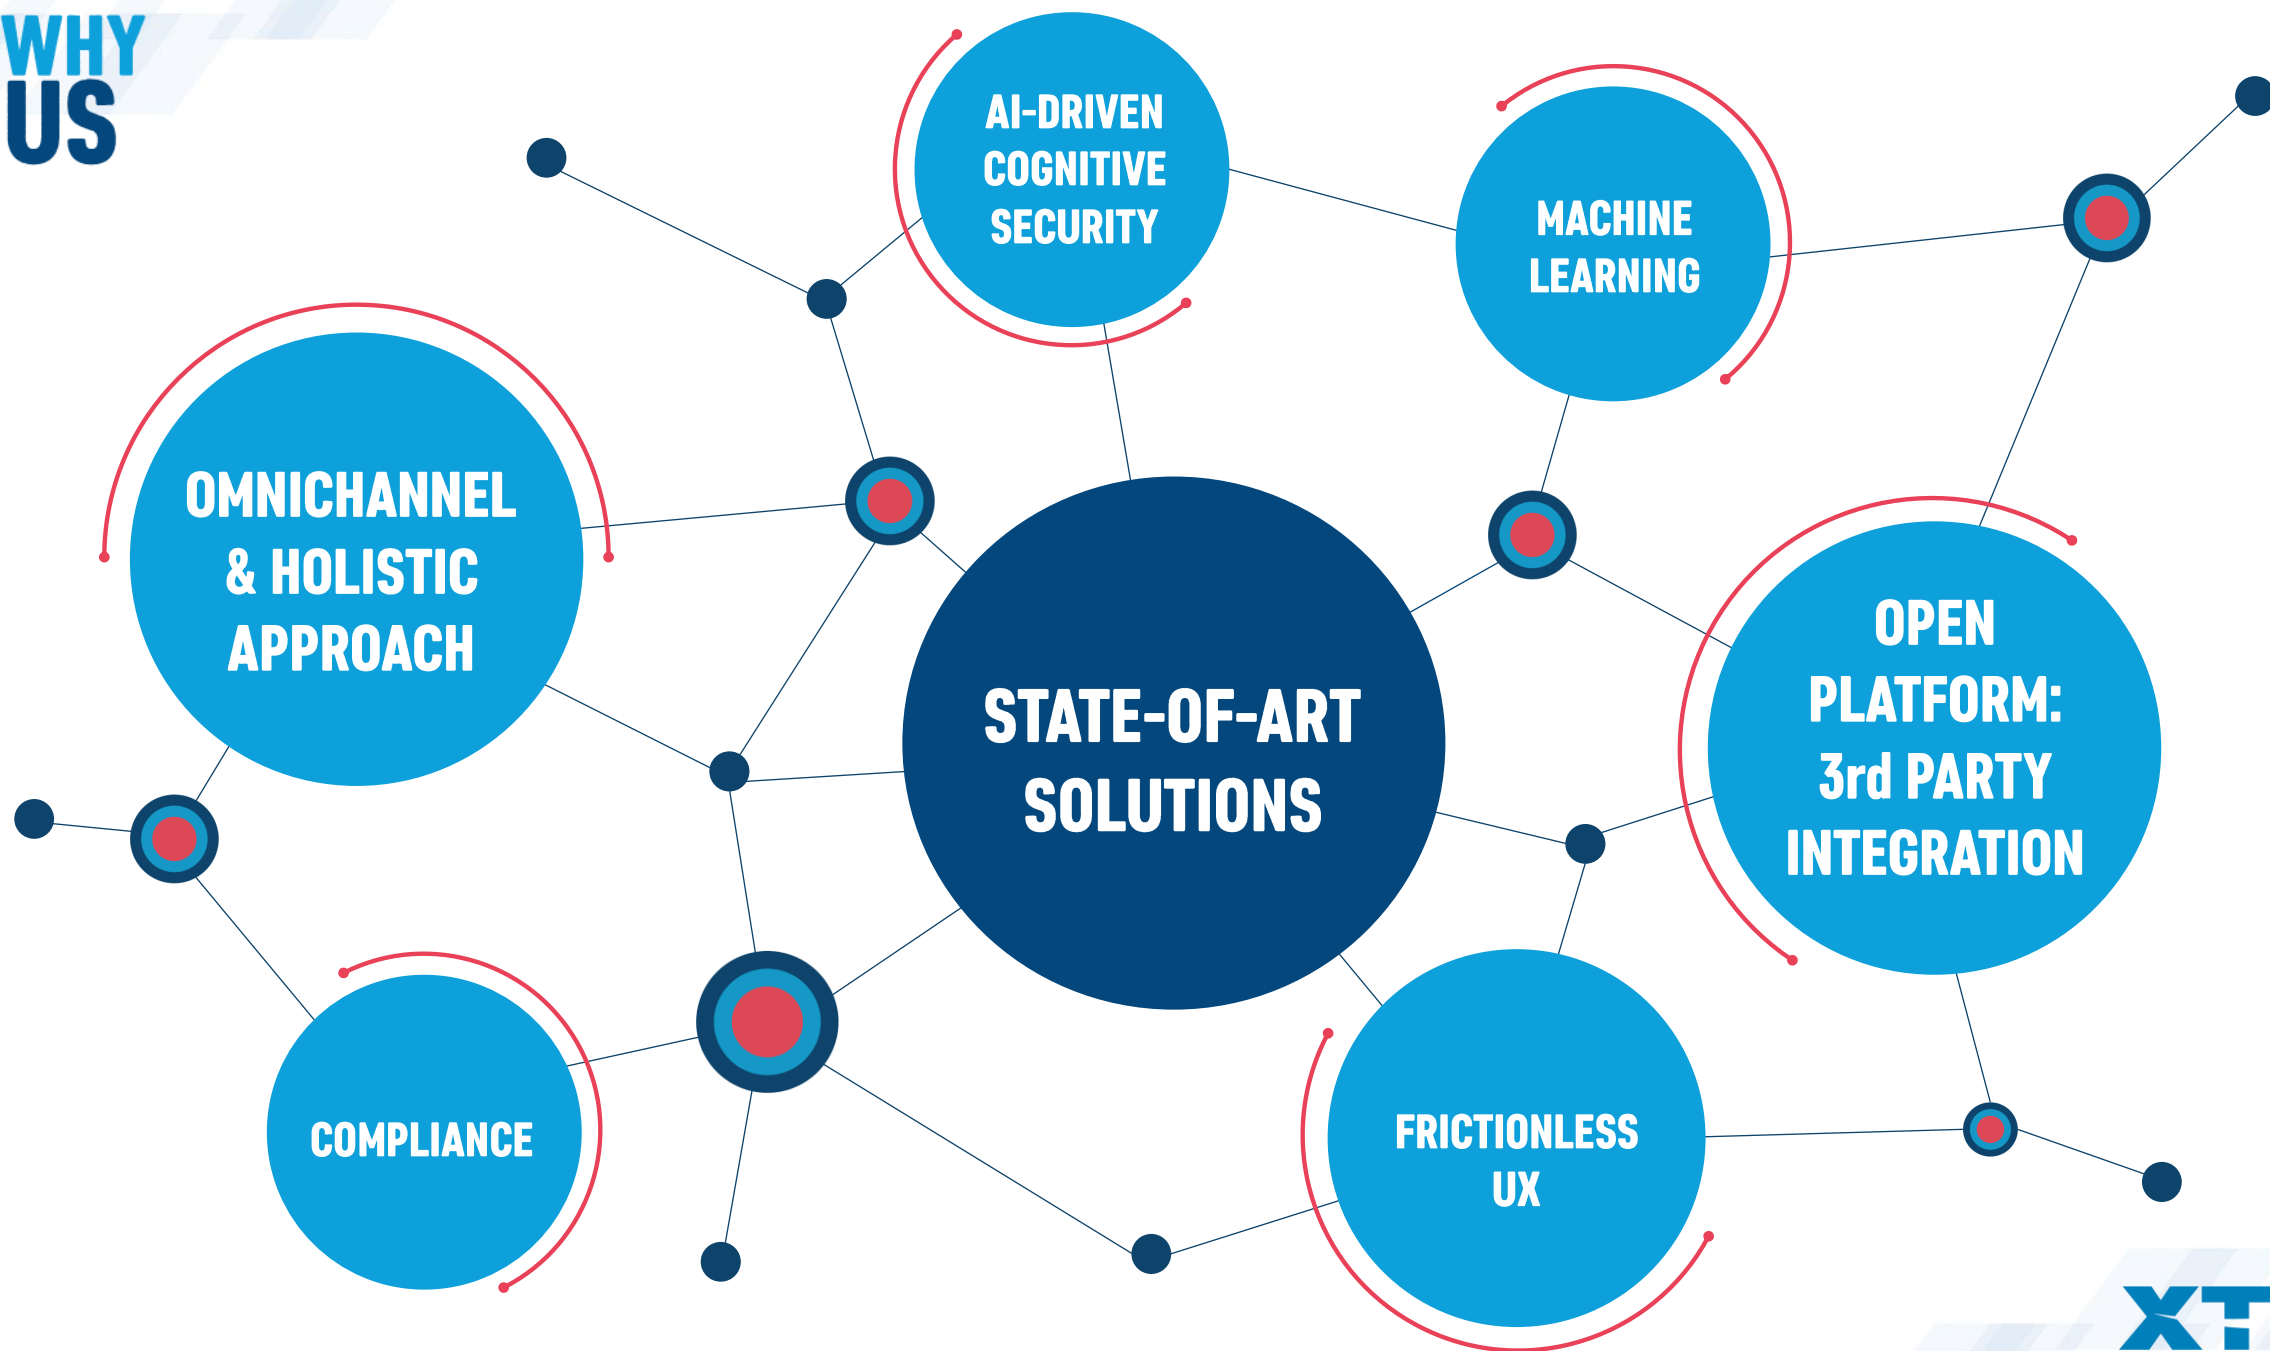 WHY
US
AI-DRIVEN
COGNITIVE
SECURITY
MACHINE
LEARNING
OMNICHANNEL
& HOLISTIC
APPROACH
STATE-OF-ART
SOLUTIONS
OPEN
PLATFORM:
3rd PARTY
INTEGRATION
COMPLIANCE
FRICTIONLESS
UX
XT